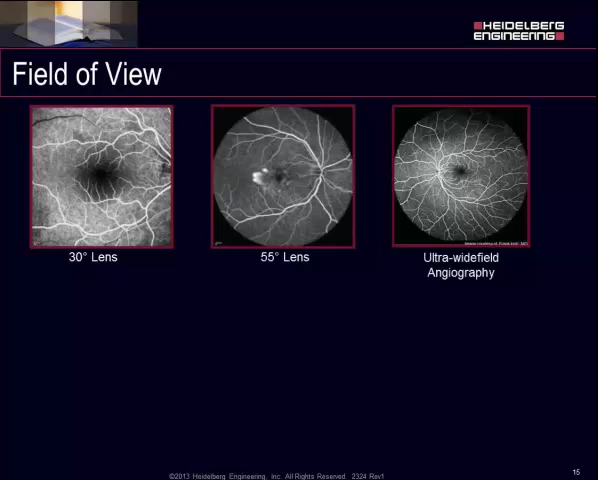 HEIDELBERG
ENGINEERING
Field of View
30° Lens
55° Lens
Ultra-widefield
Angiography
©2013 Heidelberg Engineering, Inc. All Rights Reserved. 2324 Rev1
15